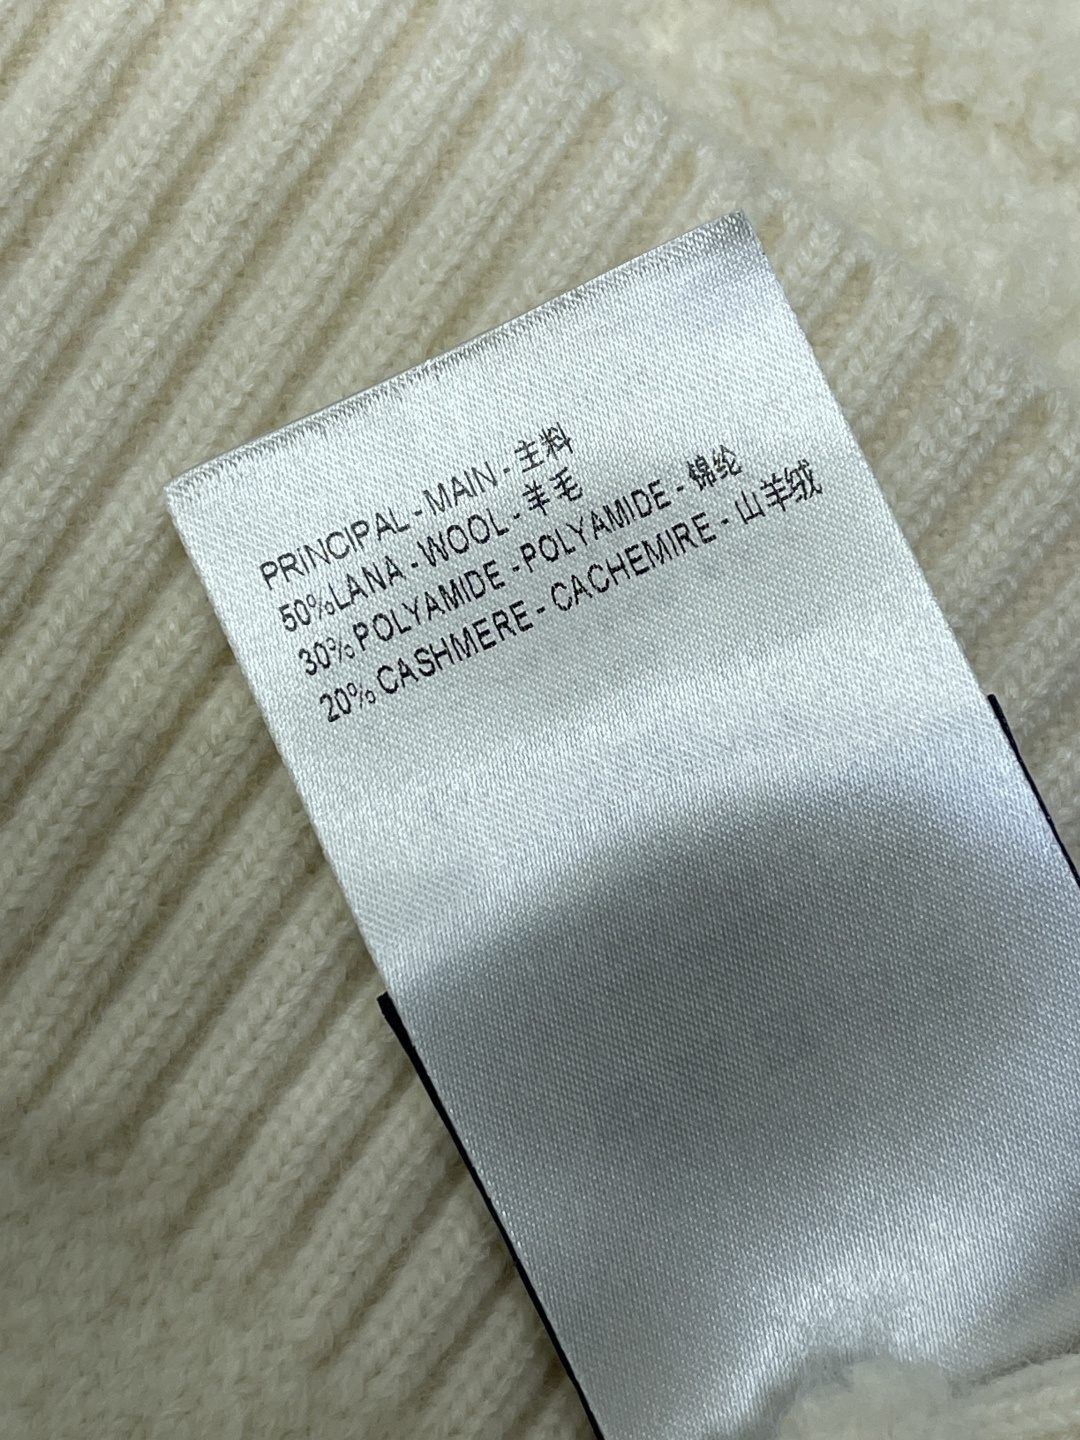 PRINCIPAL - MAIN - 主料
50%LANA - WOOL - 羊毛
30% POLYAMIDE - POLYAMIDE - 锦纶
20% CASHMERE - CACHEMIRE - 山羊绒